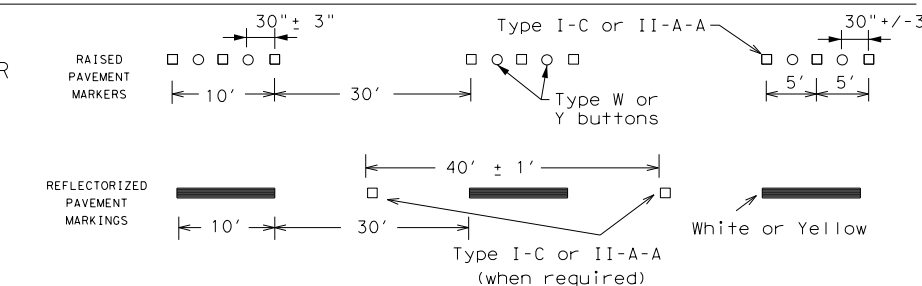 30"± 3"
Type I-C or II-A-A
30"+/-3
R
RAISED
PAVEMENT
MARKERS
10'
30'
Type W or
Y buttons
5'
5'
40' ± 1'
REFLECTORIZED
PAVEMENT
MARKINGS
10'
30'
Type I-C or II-A-A
(when required)
White or Yellow